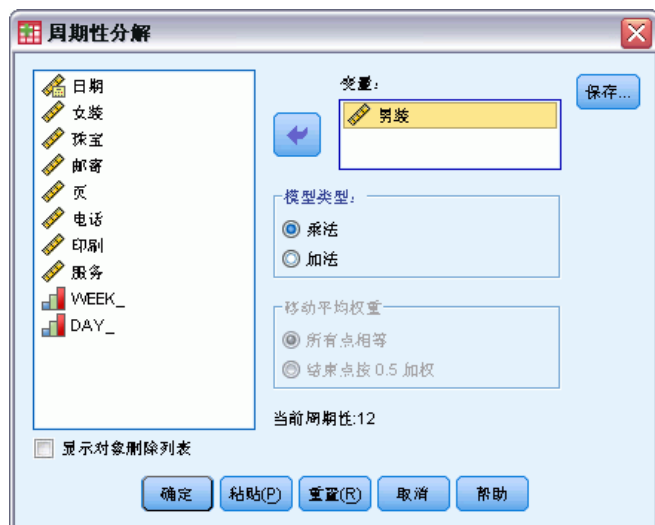 周期性分解
日期
女装
珠宝
邮寄
页
电话
印刷
服务
WEEK_
DAY_
变量：
男装
保存...
模型类型：
乘法
加法
移动平均权重
所有点相等
结束点按 0.5 加权
当前周期性:12
显示对象删除列表
确定
粘贴(P)
重置(R)
取消
帮助